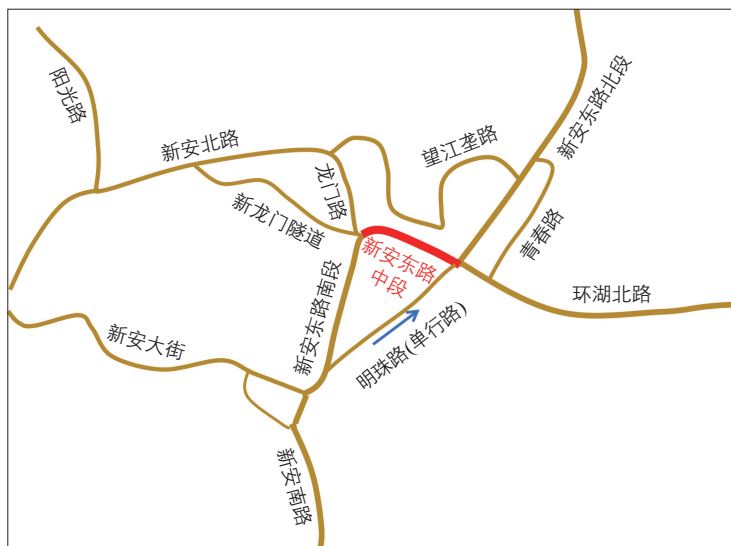 阳光路
新安北路
龙门路
望江垄路
新安东路北段
新龙门隧道
新安东路
中段
青春路
新安东路南段
环湖北路
新安大街
明珠路(单行路)
新安南路